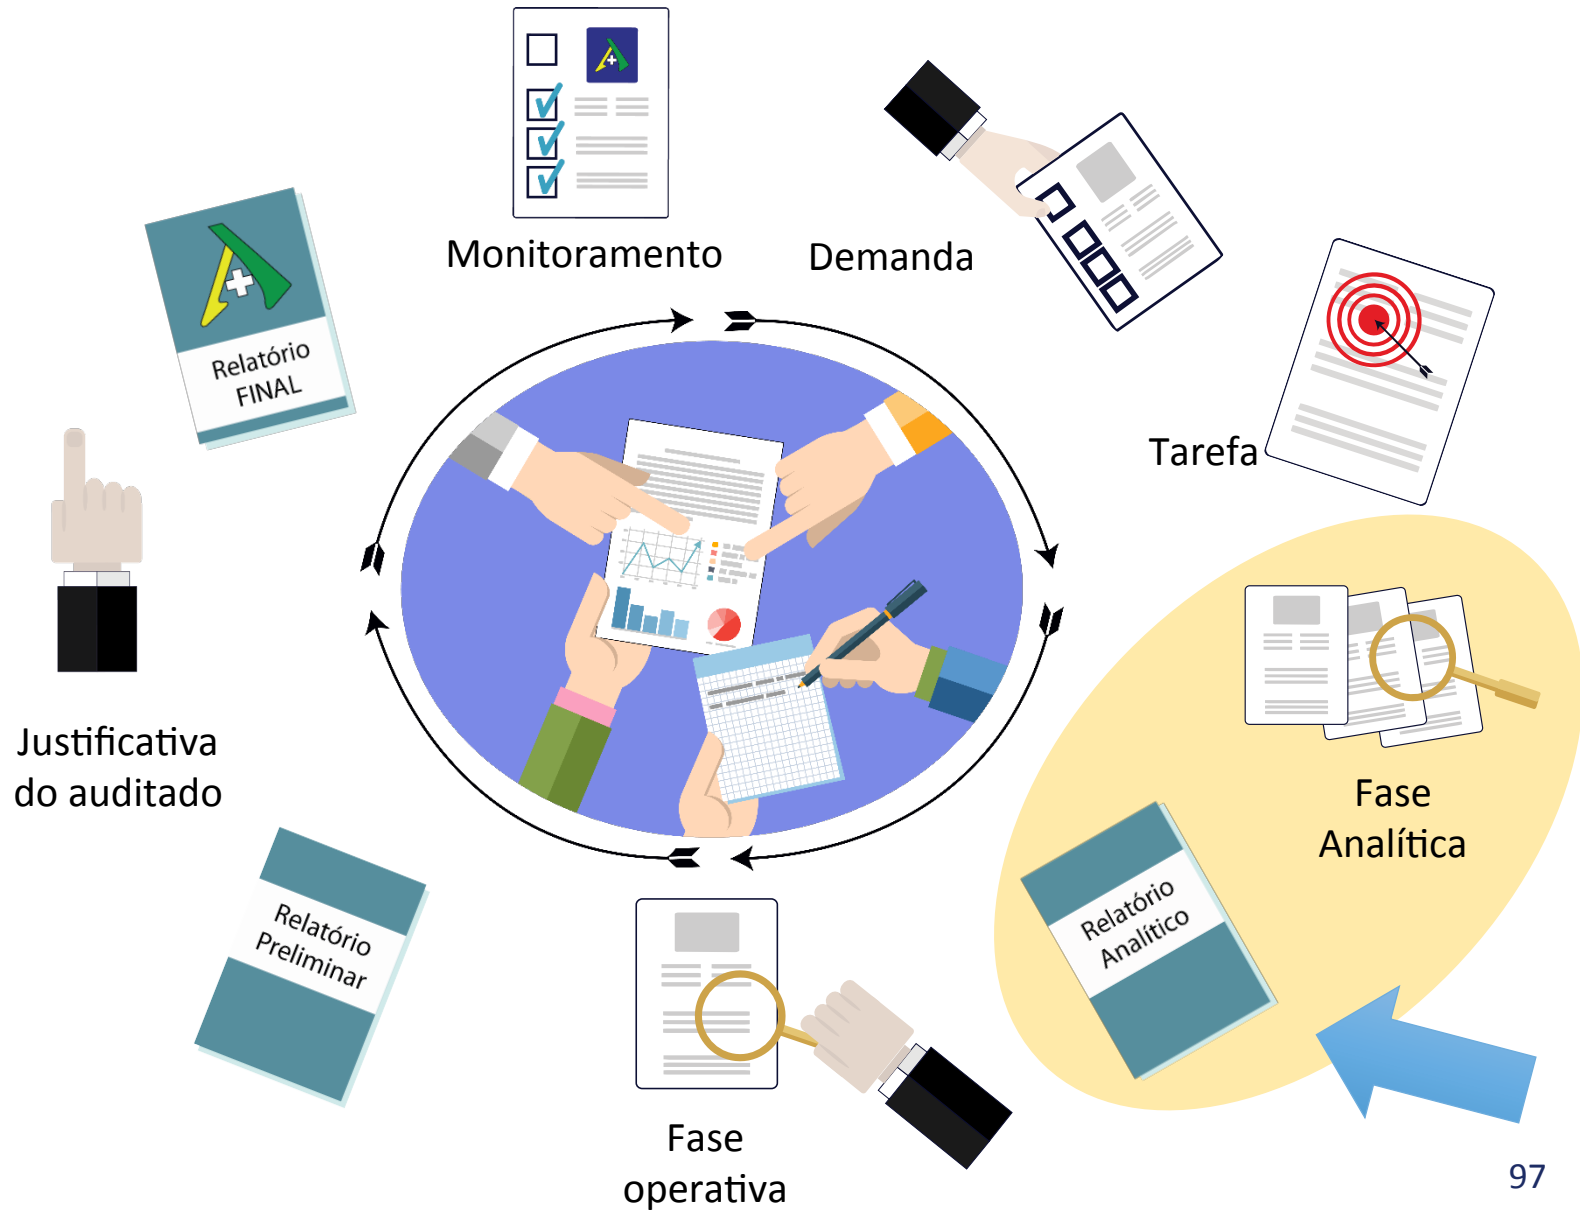 Monitoramento
Demanda
Tarefa
Fase
Analítica
Relatório
Analítico
Fase
operativa
Relatório
Preliminar
Justificativa
do auditado
Relatório
FINAL
97